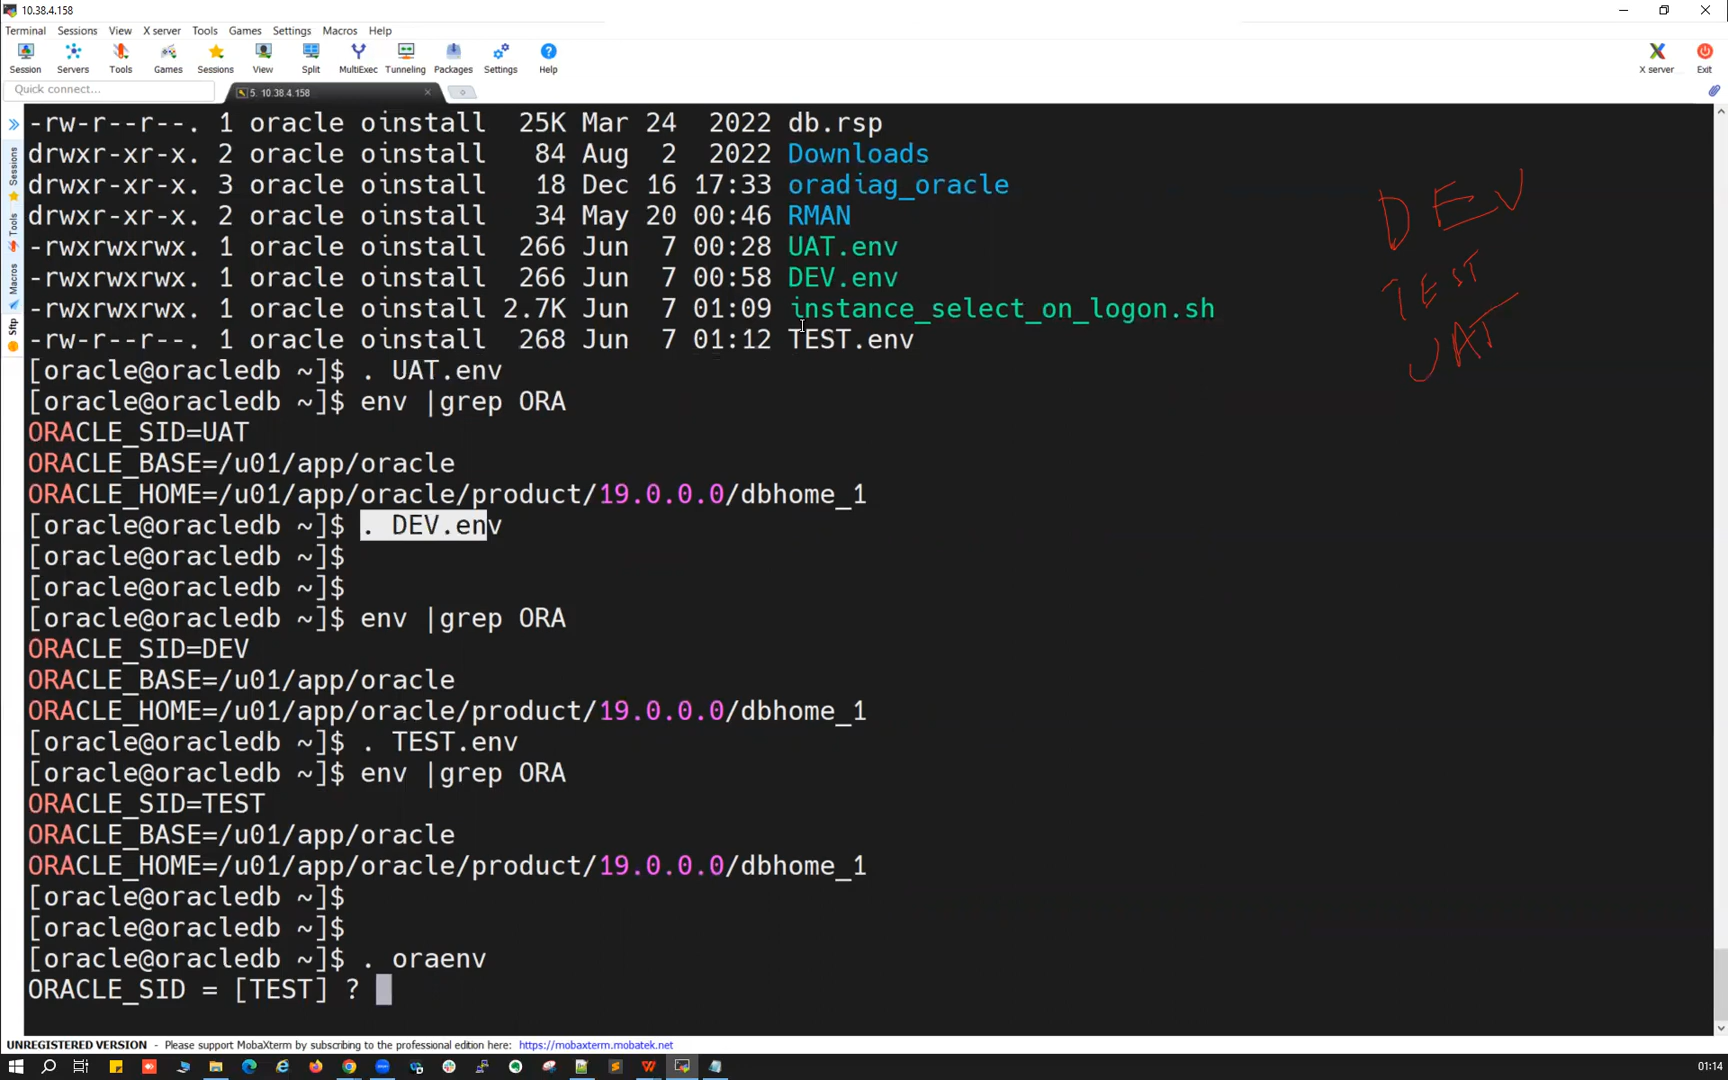 10.38.4.158
Terminal Sessions View X server Tools Games Settings Macros Help
Session Servers Tools Games Sessions View Split MultiExec Tunneling Packages Settings Help X server Exit
Quick connect...
5. 10.38.4.158
Sessions
Tools
Macros
Sftp
-rw-r--r--. 1 oracle oinstall 25K Mar 24 2022 db.rsp
drwxr-xr-x. 2 oracle oinstall 84 Aug 2 2022 Downloads
drwxr-xr-x. 3 oracle oinstall 18 Dec 16 17:33 oradiag_oracle
drwxr-xr-x. 2 oracle oinstall 34 May 20 00:46 RMAN
-rwxrwxrwx. 1 oracle oinstall 266 Jun 7 00:28 UAT.env
-rwxrwxrwx. 1 oracle oinstall 266 Jun 7 00:58 DEV.env
-rwxrwxrwx. 1 oracle oinstall 2.7K Jun 7 01:09 instance_select_on_logon.sh
-rw-r--r--. 1 oracle oinstall 268 Jun 7 01:12 TEST.env
[oracle@oracledb ~]$ . UAT.env
[oracle@oracledb ~]$ env |grep ORA
ORACLE_SID=UAT
ORACLE_BASE=/u01/app/oracle
ORACLE_HOME=/u01/app/oracle/product/19.0.0.0/dbhome_1
[oracle@oracledb ~]$ . DEV.env
[oracle@oracledb ~]$
[oracle@oracledb ~]$
[oracle@oracledb ~]$ env |grep ORA
ORACLE_SID=DEV
ORACLE_BASE=/u01/app/oracle
ORACLE_HOME=/u01/app/oracle/product/19.0.0.0/dbhome_1
[oracle@oracledb ~]$ . TEST.env
[oracle@oracledb ~]$ env |grep ORA
ORACLE_SID=TEST
ORACLE_BASE=/u01/app/oracle
ORACLE_HOME=/u01/app/oracle/product/19.0.0.0/dbhome_1
[oracle@oracledb ~]$
[oracle@oracledb ~]$
[oracle@oracledb ~]$ . oraenv
ORACLE_SID = [TEST] ?
DEV
TEST
UAT
UNREGISTERED VERSION - Please support MobaXterm by subscribing to the professional edition here: https://mobaxterm.mobatek.net
01:14